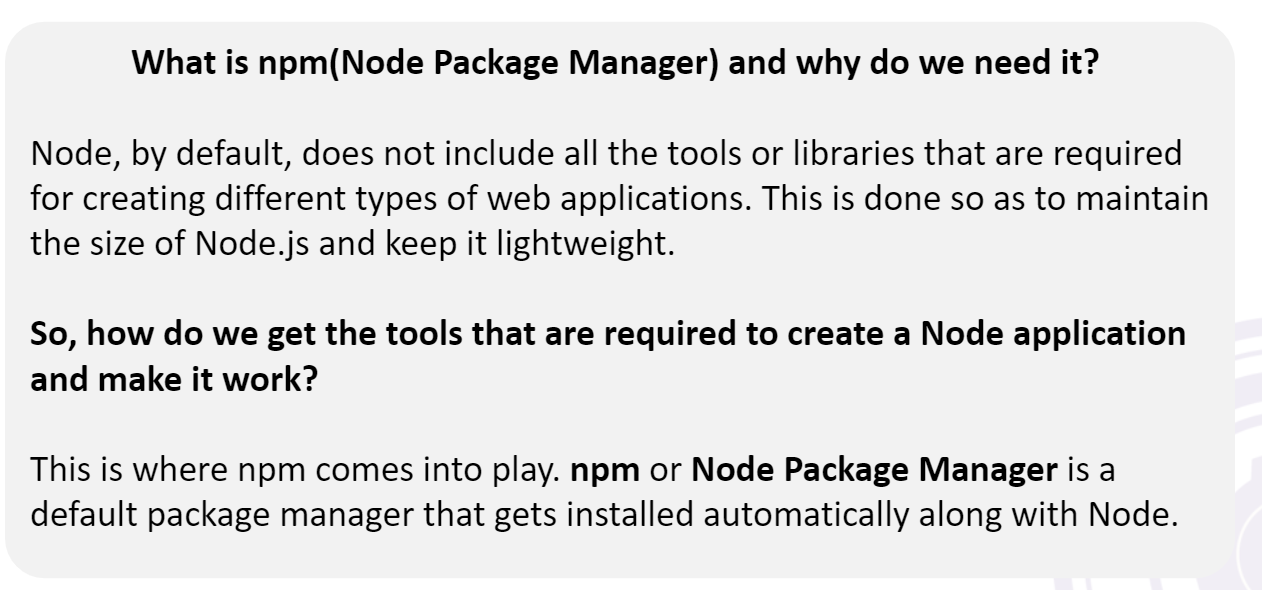 What is npm(Node Package Manager) and why do we need it?
Node, by default, does not include all the tools or libraries that are required
for creating different types of web applications. This is done so as to maintain
the size of Node.js and keep it lightweight.
So, how do we get the tools that are required to create a Node application
and make it work?
This is where npm comes into play. npm or Node Package Manager is a
default package manager that gets installed automatically along with Node.